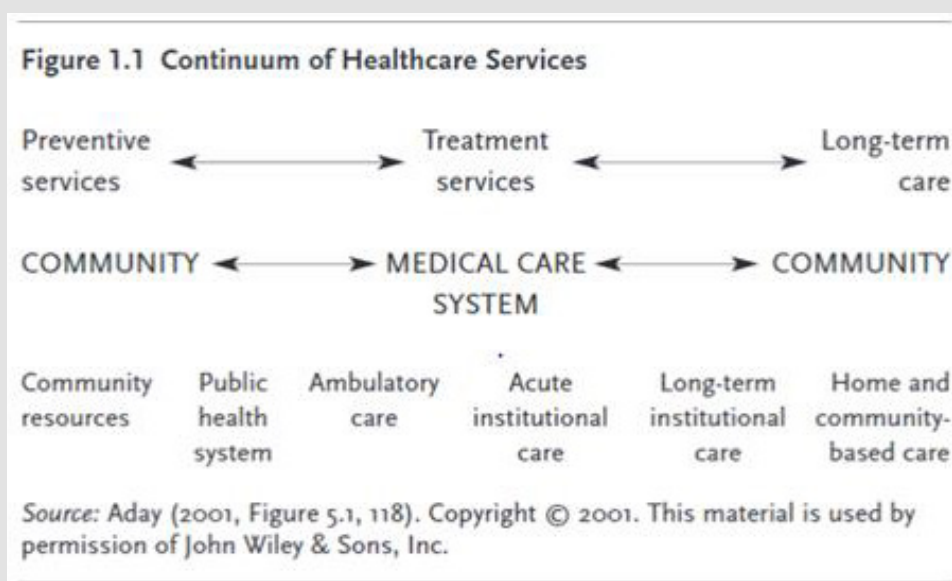 Figure 1.1 Continuum of Healthcare Services
Preventive services
Treatment services
Long-term care
COMMUNITY
MEDICAL CARE SYSTEM
COMMUNITY
Community resources
Public health system
Ambulatory care
Acute institutional care
Long-term institutional care
Home and community-based care
Source: Aday (2001, Figure 5.1, 118). Copyright © 2001. This material is used by
permission of John Wiley & Sons, Inc.